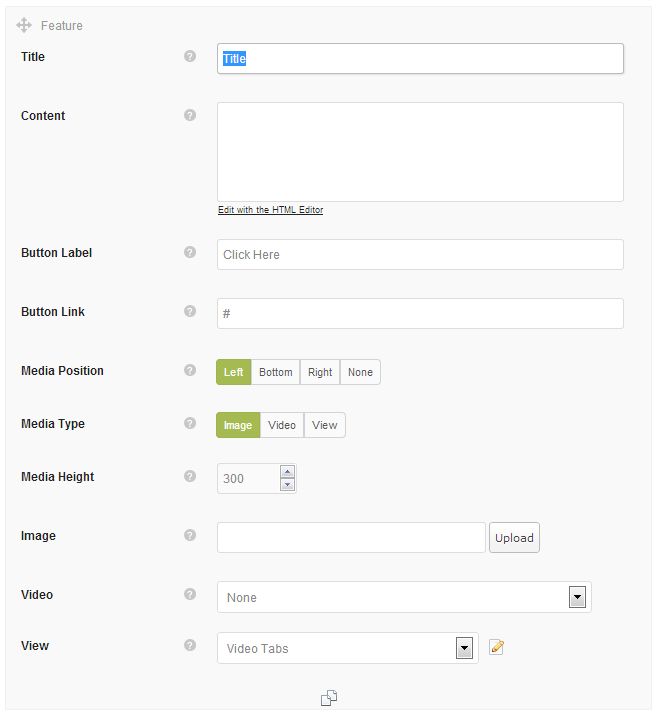 Feature
Title ? Title
Content ?
Edit with the HTML Editor
Button Label ? Click Here
Button Link ? #
Media Position ? Left Bottom Right None
Media Type ? Image Video View
Media Height ? 300
Image ? Upload
Video ? None
View ? Video Tabs